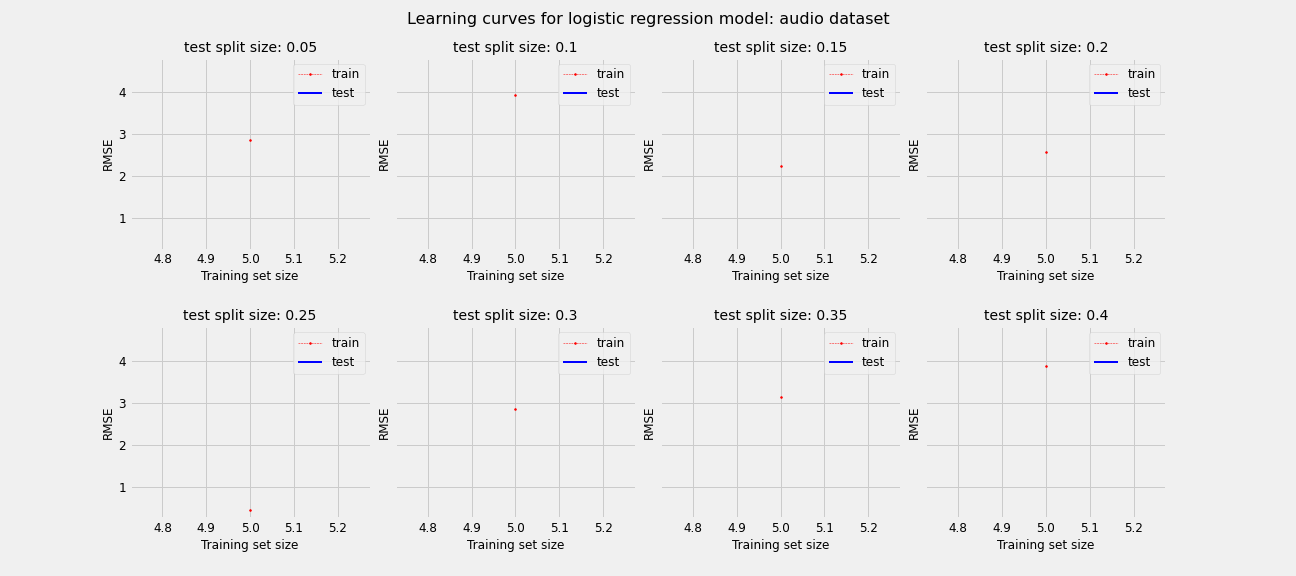 Learning curves for logistic regression model: audio dataset
test split size: 0.05
train
test
RMSE
4
3
2
1
4.8 4.9 5.0 5.1 5.2
Training set size
test split size: 0.1
train
test
RMSE
4.8 4.9 5.0 5.1 5.2
Training set size
test split size: 0.15
train
test
RMSE
4.8 4.9 5.0 5.1 5.2
Training set size
test split size: 0.2
train
test
RMSE
4.8 4.9 5.0 5.1 5.2
Training set size
test split size: 0.25
train
test
RMSE
4
3
2
1
4.8 4.9 5.0 5.1 5.2
Training set size
test split size: 0.3
train
test
RMSE
4.8 4.9 5.0 5.1 5.2
Training set size
test split size: 0.35
train
test
RMSE
4.8 4.9 5.0 5.1 5.2
Training set size
test split size: 0.4
train
test
RMSE
4.8 4.9 5.0 5.1 5.2
Training set size